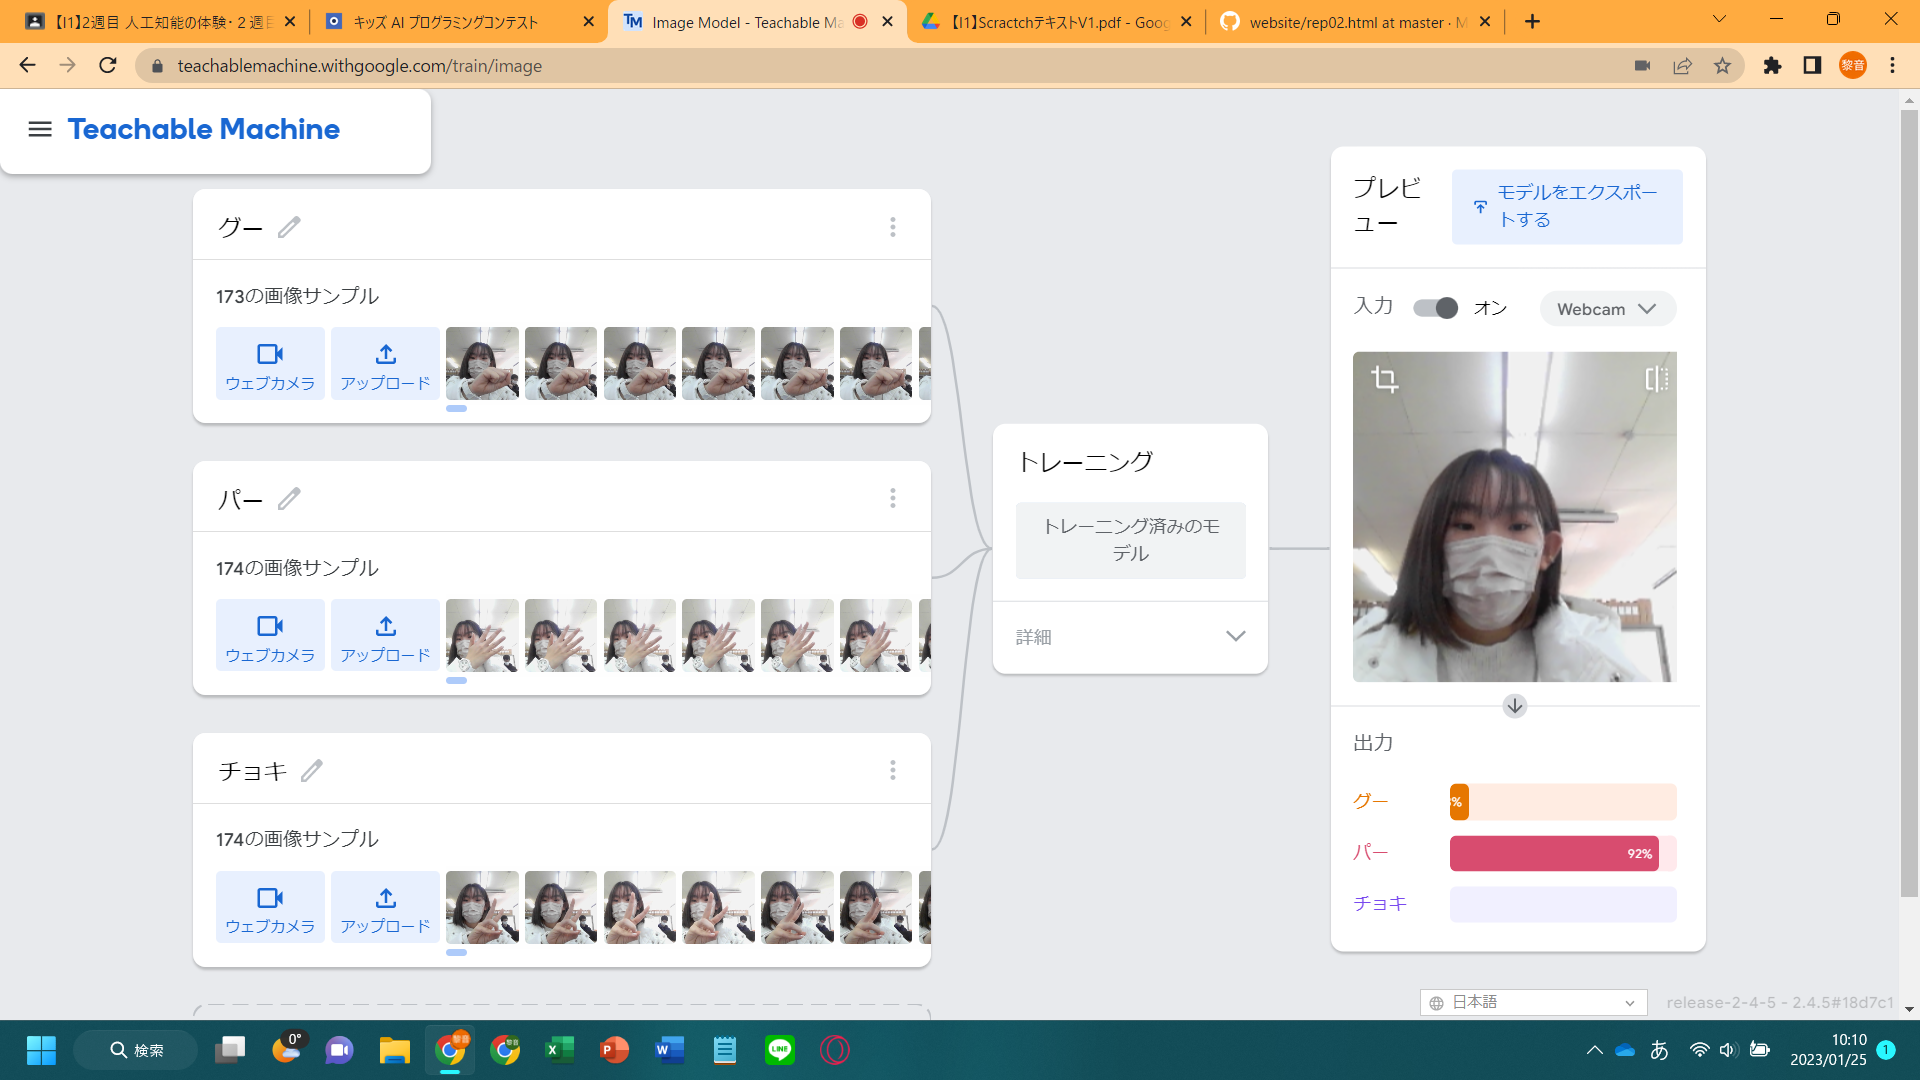 【I1】2週目 人工知能の体験・２週目
キッズ AI プログラミングコンテスト
Image Model - Teachable Ma
【I1】ScractchテキストV1.pdf - Goog
website/rep02.html at master · M
teachablemachine.withgoogle.com/train/image
黎音
Teachable Machine
グー
173の画像サンプル
ウェブカメラ
アップロード
パー
174の画像サンプル
ウェブカメラ
アップロード
チョキ
174の画像サンプル
ウェブカメラ
アップロード
トレーニング
トレーニング済みのモ
デル
詳細
プレビ
ュー
モデルをエクスポー
トする
入力
オン
Webcam
出力
グー
%
パー
92%
チョキ
日本語
release-2-4-5 - 2.4.5#18d7c1
検索
0°
黎音
LINE
あ
10:10
2023/01/25
1